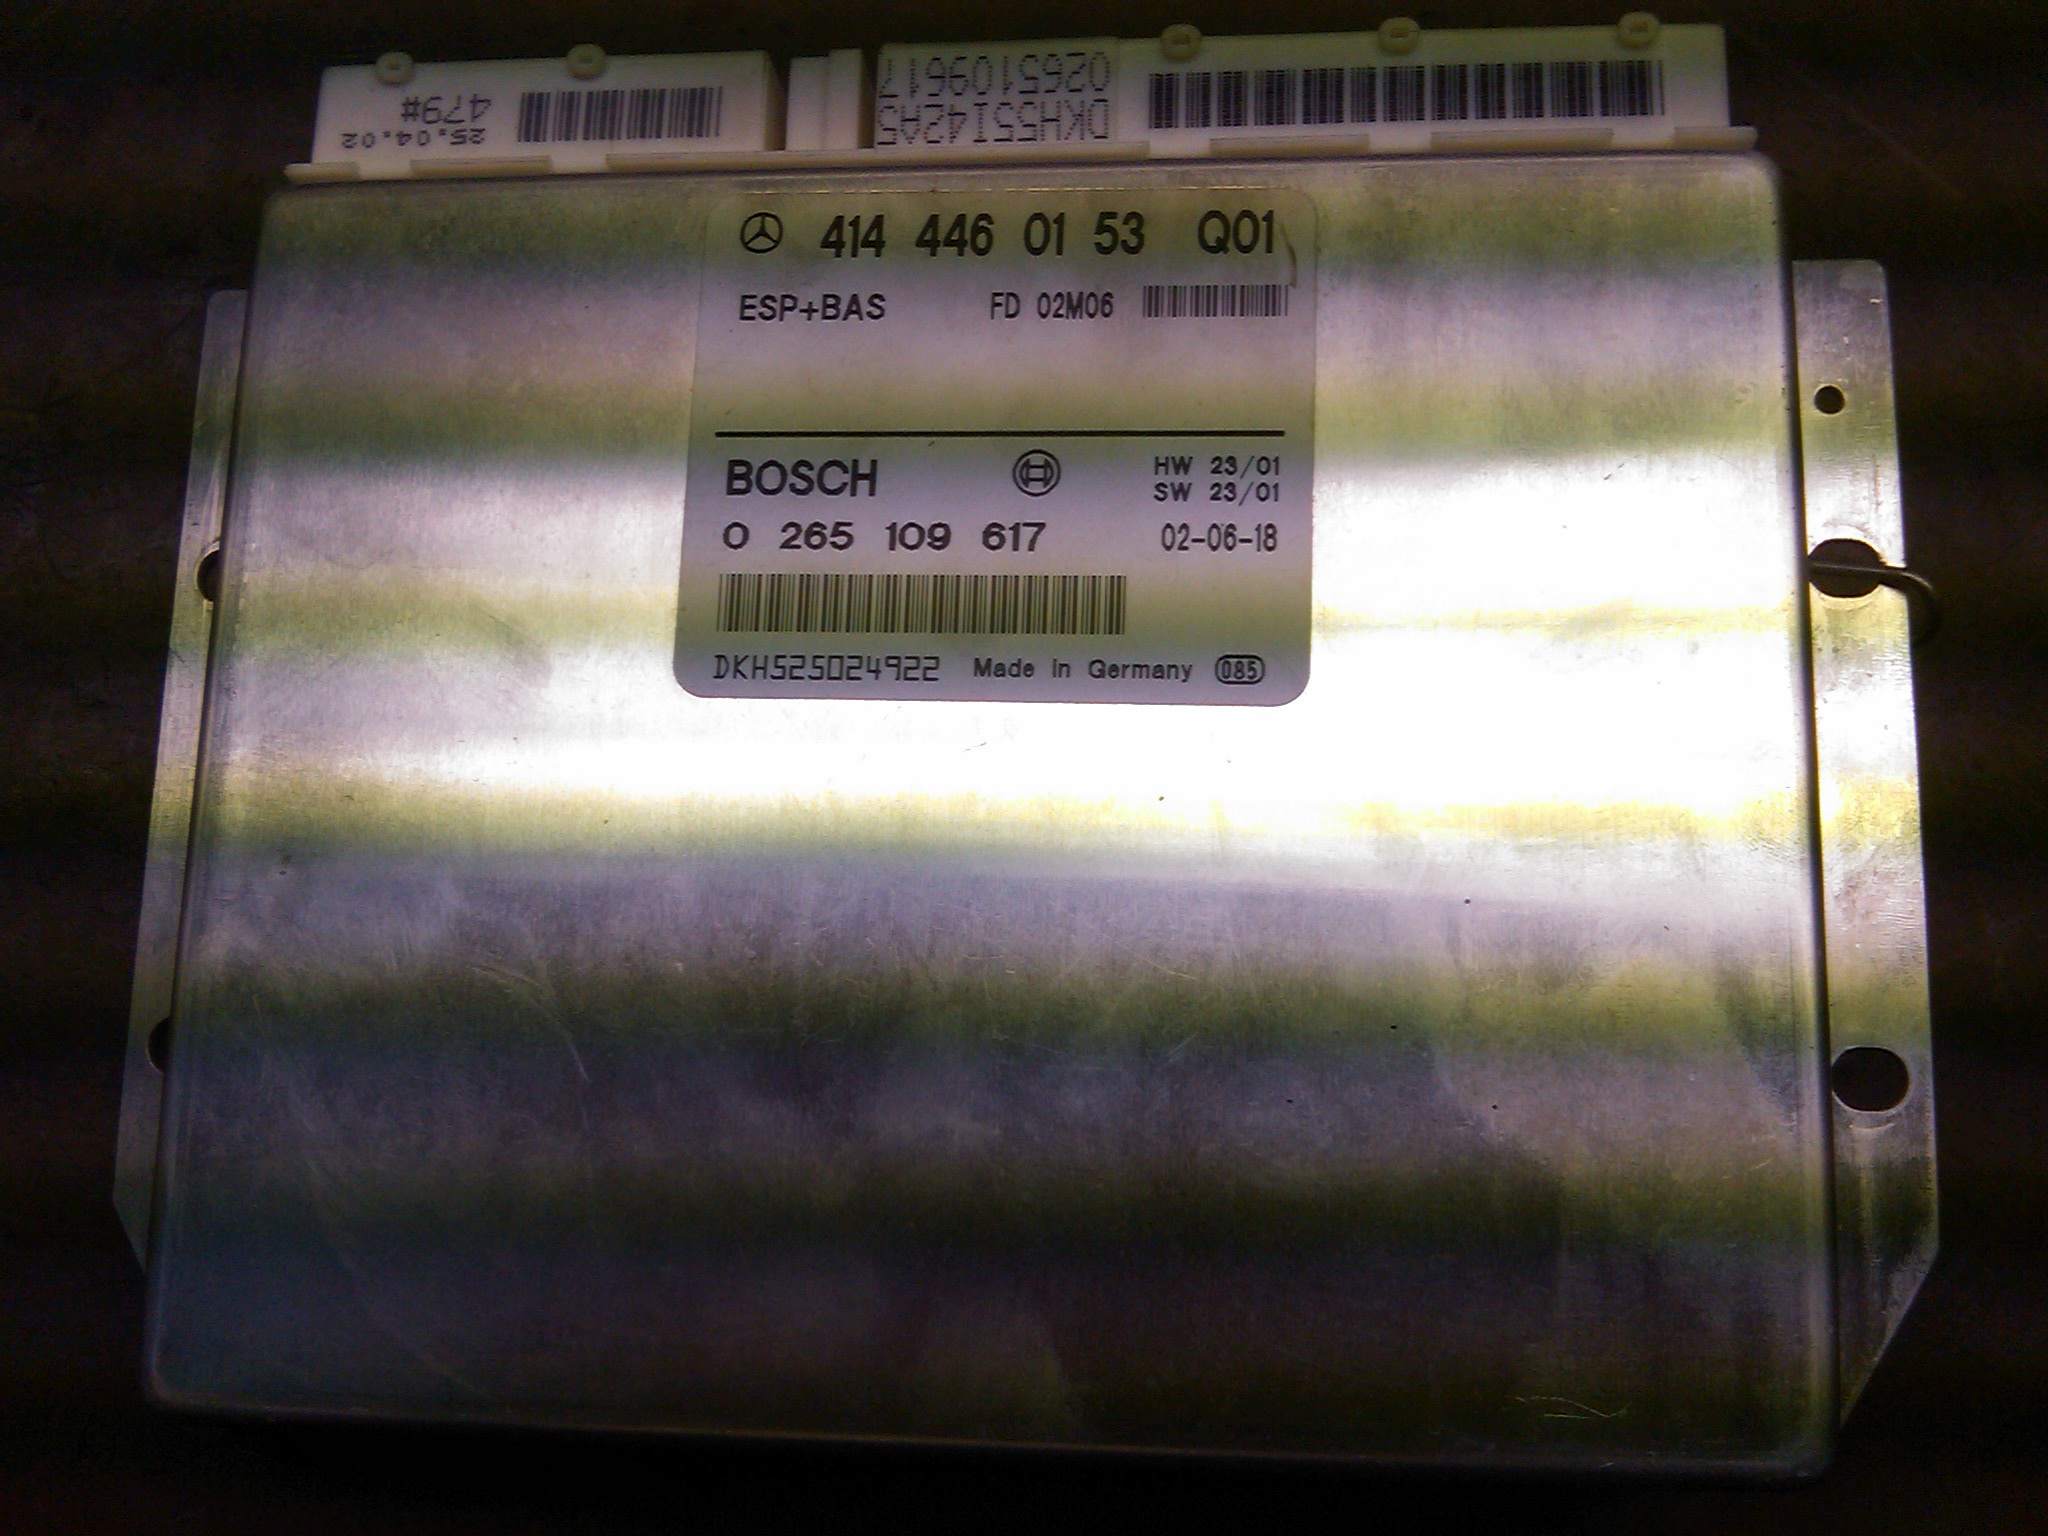 479#
25.04.02
0265109617
DKH55I42A5
414 446 01 53 Q01
ESP+BAS FD 02M06
BOSCH HW 23/01
SW 23/01
0 265 109 617 02-06-18
DKH525024922 Made in Germany 085